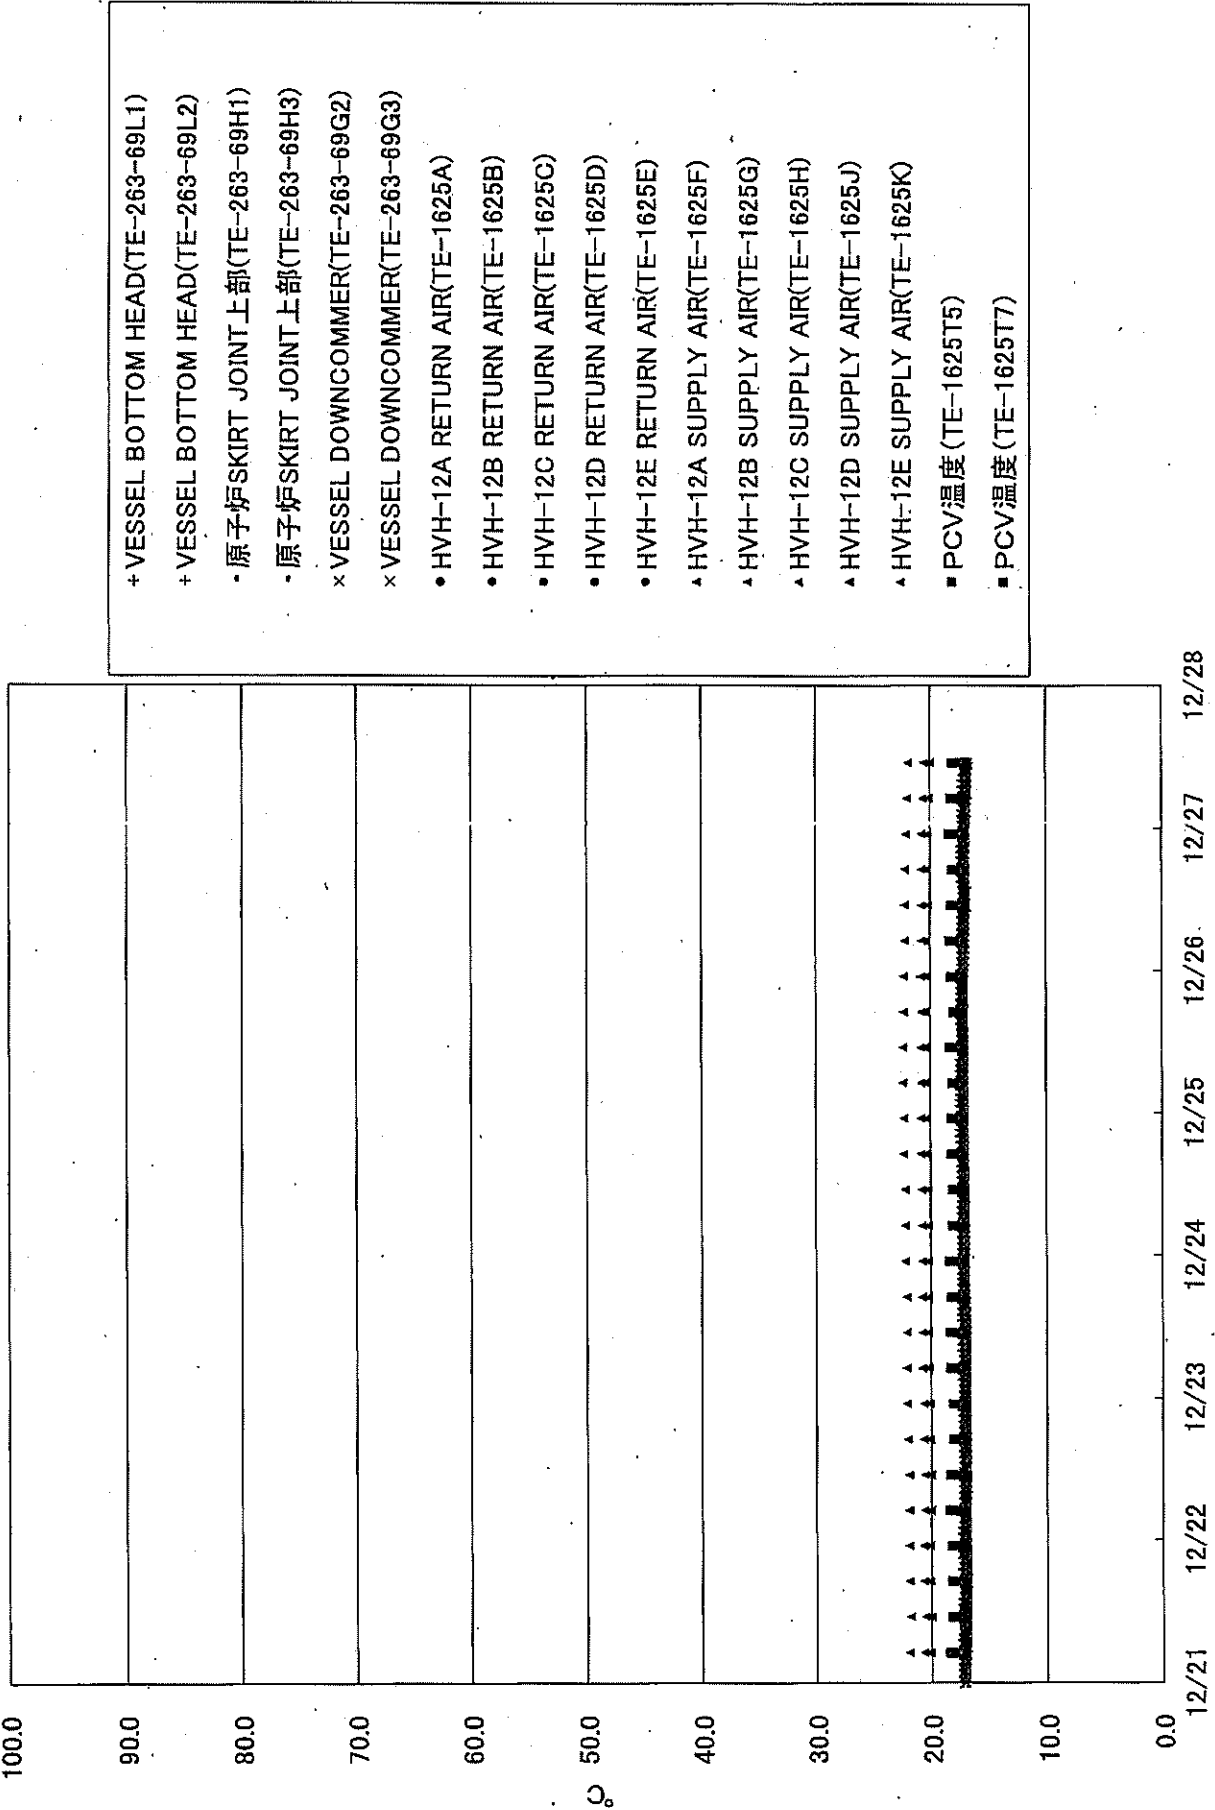 100.0
90.0
80.0
70.0
60.0
50.0
40.0
30.0
20.0
10.0
0.0
℃
12/21
12/22
12/23
12/24
12/25
12/26
12/27
12/28
+ VESSEL BOTTOM HEAD(TE-263-69L1)
+ VESSEL BOTTOM HEAD(TE-263-69L2)
・原子炉SKIRT JOINT上部(TE-263-69H1)
・原子炉SKIRT JOINT上部(TE-263-69H3)
× VESSEL DOWNCOMMER(TE-263-69G2)
× VESSEL DOWNCOMMER(TE-263-69G3)
● HVH-12A RETURN AIR(TE-1625A)
● HVH-12B RETURN AIR(TE-1625B)
● HVH-12C RETURN AIR(TE-1625C)
● HVH-12D RETURN AIR(TE-1625D)
● HVH-12E RETURN AIR(TE-1625E)
▲ HVH-12A SUPPLY AIR(TE-1625F)
▲ HVH-12B SUPPLY AIR(TE-1625G)
▲ HVH-12C SUPPLY AIR(TE-1625H)
▲ HVH-12D SUPPLY AIR(TE-1625J)
▲ HVH-12E SUPPLY AIR(TE-1625K)
■ PCV温度(TE-1625T5)
■ PCV温度(TE-1625T7)